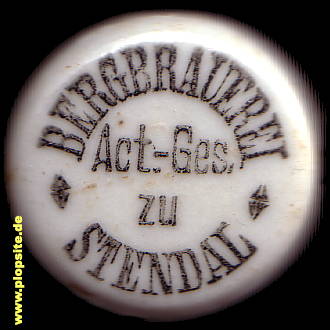 BERGBRAUEREI
Act.-Ges.
zu
STENDAL
www.plopsite.de